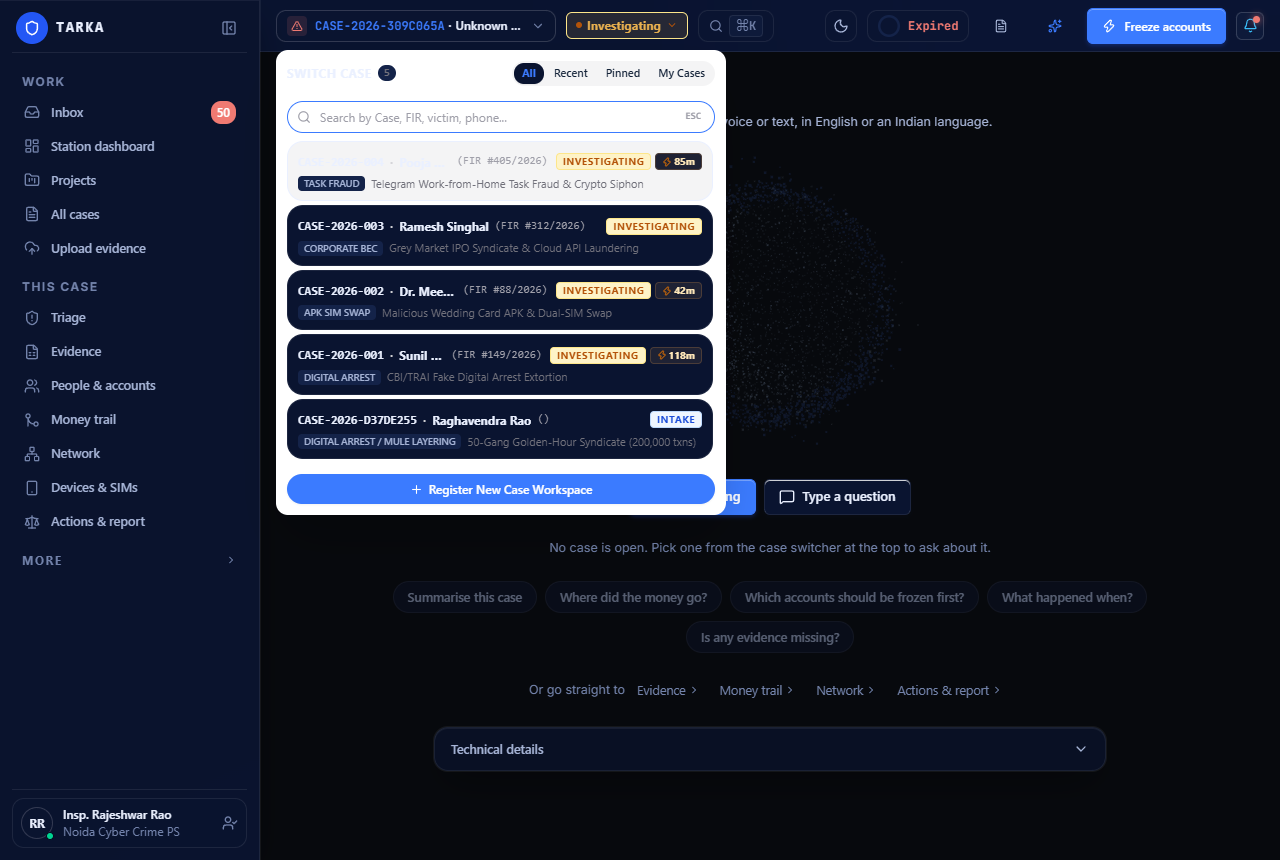 TARKA
CASE-2026-309C065A · Unknown ...
Investigating
⌘K
Expired
Freeze accounts
WORK
Inbox
50
Station dashboard
Projects
All cases
Upload evidence
THIS CASE
Triage
Evidence
People & accounts
Money trail
Network
Devices & SIMs
Actions & report
MORE
RR
Insp. Rajeshwar Rao
Noida Cyber Crime PS
SWITCH CASE 5
All Recent Pinned My Cases
Search by Case, FIR, victim, phone... ESC
(FIR #405/2026) INVESTIGATING 85m
TASK FRAUD Telegram Work-from-Home Task Fraud & Crypto Siphon
CASE-2026-003 · Ramesh Singhal (FIR #312/2026) INVESTIGATING
CORPORATE BEC Grey Market IPO Syndicate & Cloud API Laundering
CASE-2026-002 · Dr. Mee... (FIR #88/2026) INVESTIGATING 42m
APK SIM SWAP Malicious Wedding Card APK & Dual-SIM Swap
CASE-2026-001 · Sunil ... (FIR #149/2026) INVESTIGATING 118m
DIGITAL ARREST CBI/TRAI Fake Digital Arrest Extortion
CASE-2026-D37DE255 · Raghavendra Rao () INTAKE
DIGITAL ARREST / MULE LAYERING 50-Gang Golden-Hour Syndicate (200,000 txns)
+ Register New Case Workspace
voice or text, in English or an Indian language.
ng
Type a question
No case is open. Pick one from the case switcher at the top to ask about it.
Summarise this case
Where did the money go?
Which accounts should be frozen first?
What happened when?
Is any evidence missing?
Or go straight to Evidence > Money trail > Network > Actions & report >
Technical details